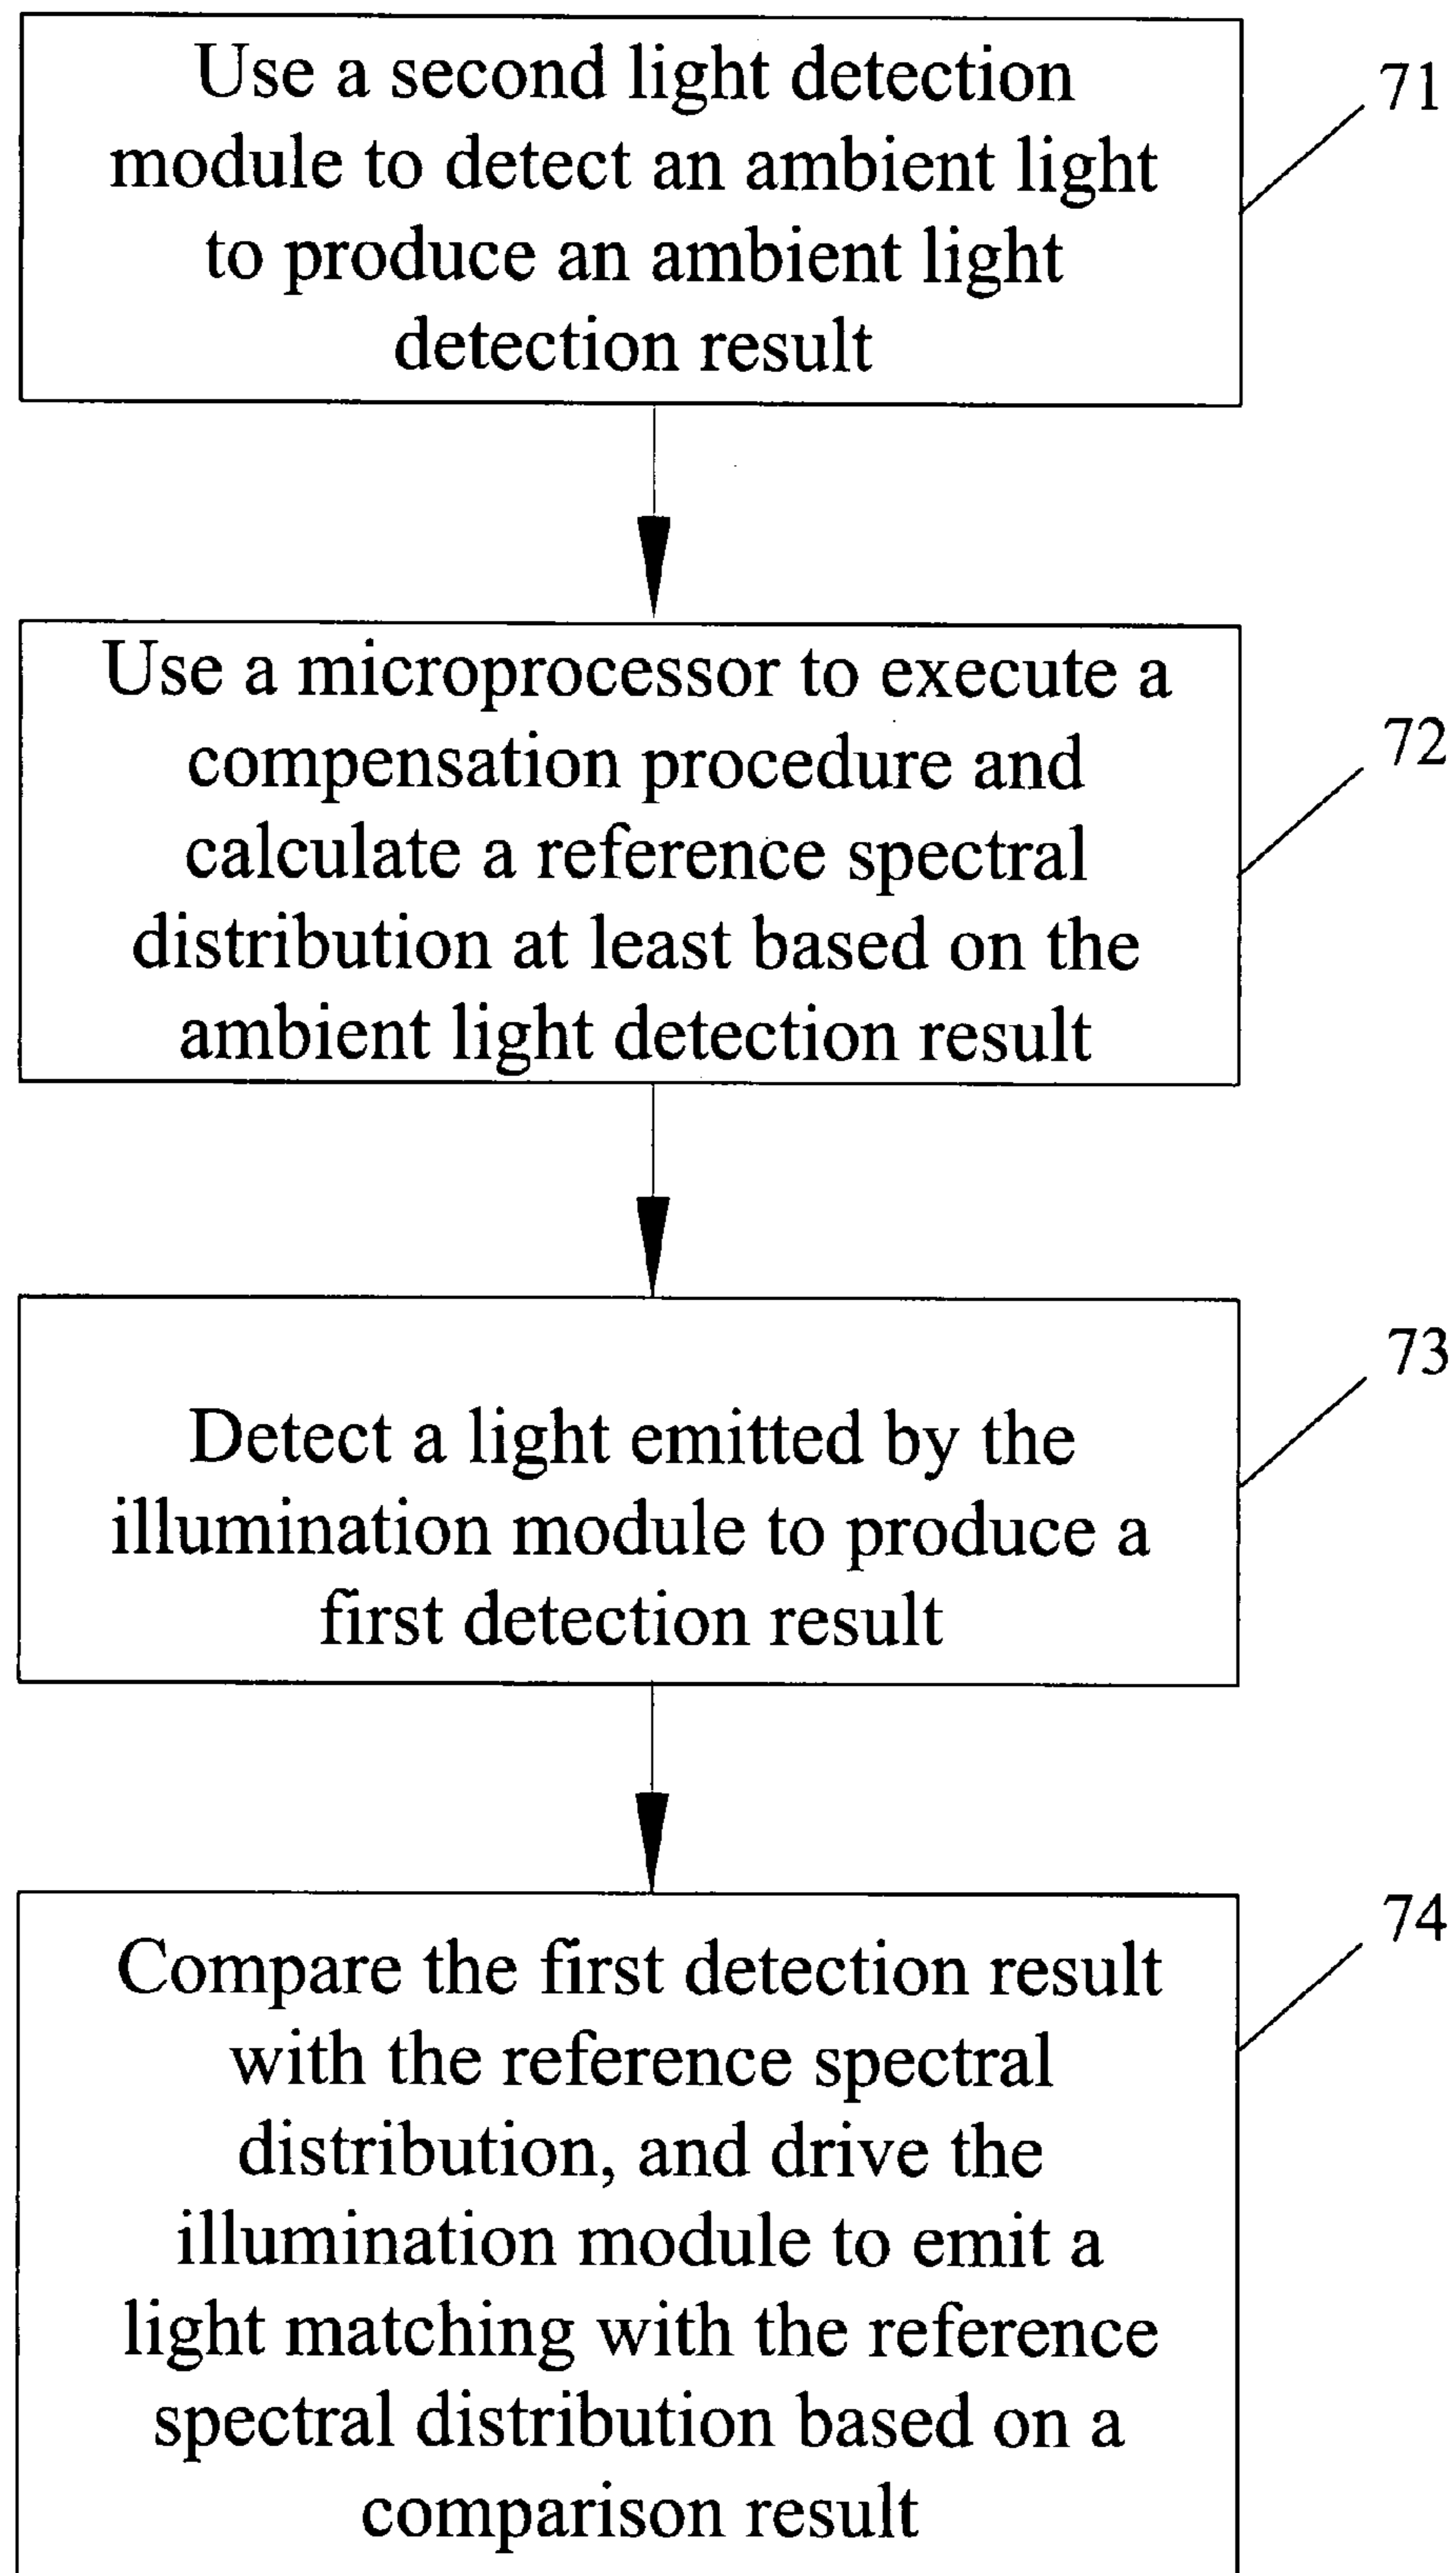 Use a second light detection
module to detect an ambient light
to produce an ambient light
detection result
71
Use a microprocessor to execute a
compensation procedure and
calculate a reference spectral
distribution at least based on the
ambient light detection result
72
Detect a light emitted by the
illumination module to produce a
first detection result
73
Compare the first detection result
with the reference spectral
distribution, and drive the
illumination module to emit a
light matching with the reference
spectral distribution based on a
comparison result
74